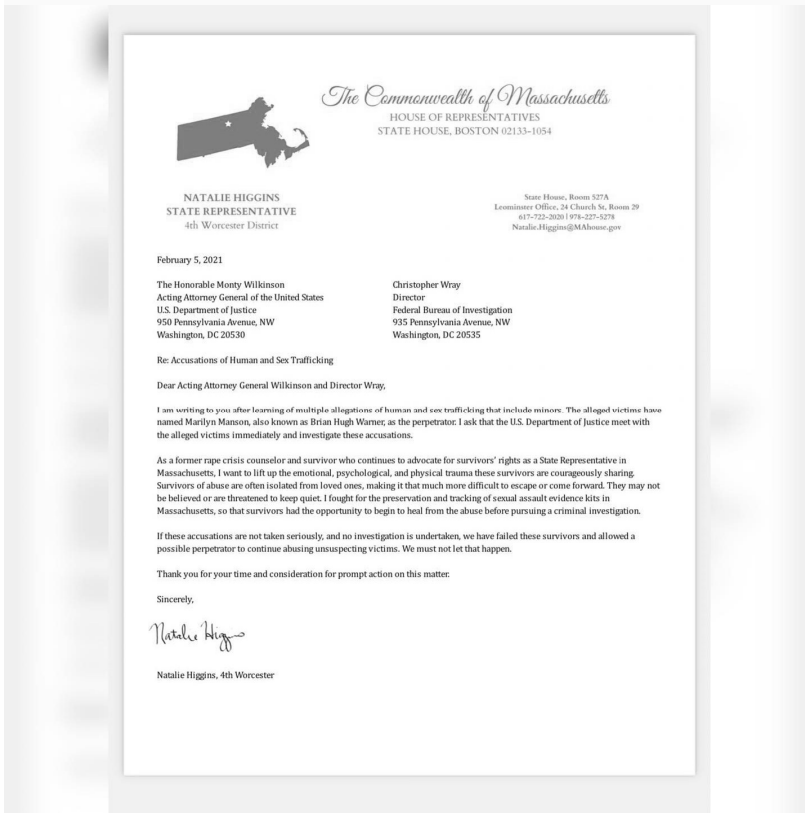 The Commonwealth of Massachusetts
HOUSE OF REPRESENTATIVES
STATE HOUSE, BOSTON 02133-1054
NATALIE HIGGINS
STATE REPRESENTATIVE
4th Worcester District
State House, Room 527A
Leominster Office, 24 Church St, Room 29
617-722-2020 | 978-227-5278
Natalie.Higgins@MAhouse.gov
February 5, 2021
The Honorable Monty Wilkinson
Acting Attorney General of the United States
U.S. Department of Justice
950 Pennsylvania Avenue, NW
Washington, DC 20530
Christopher Wray
Director
Federal Bureau of Investigation
935 Pennsylvania Avenue, NW
Washington, DC 20535
Re: Accusations of Human and Sex Trafficking
Dear Acting Attorney General Wilkinson and Director Wray,
I am writing to you after learning of multiple allegations of human and sex trafficking that include minors. The alleged victims have
named Marilyn Manson, also known as Brian Hugh Warner, as the perpetrator. I ask that the U.S. Department of Justice meet with
the alleged victims immediately and investigate these accusations.
As a former rape crisis counselor and survivor who continues to advocate for survivors' rights as a State Representative in
Massachusetts, I want to lift up the emotional, psychological, and physical trauma these survivors are courageously sharing.
Survivors of abuse are often isolated from loved ones, making it that much more difficult to escape or come forward. They may not
be believed or are threatened to keep quiet. I fought for the preservation and tracking of sexual assault evidence kits in
Massachusetts, so that survivors had the opportunity to begin to heal from the abuse before pursuing a criminal investigation.
If these accusations are not taken seriously, and no investigation is undertaken, we have failed these survivors and allowed a
possible perpetrator to continue abusing unsuspecting victims. We must not let that happen.
Thank you for your time and consideration for prompt action on this matter.
Sincerely,
Natalie Higgins
Natalie Higgins, 4th Worcester